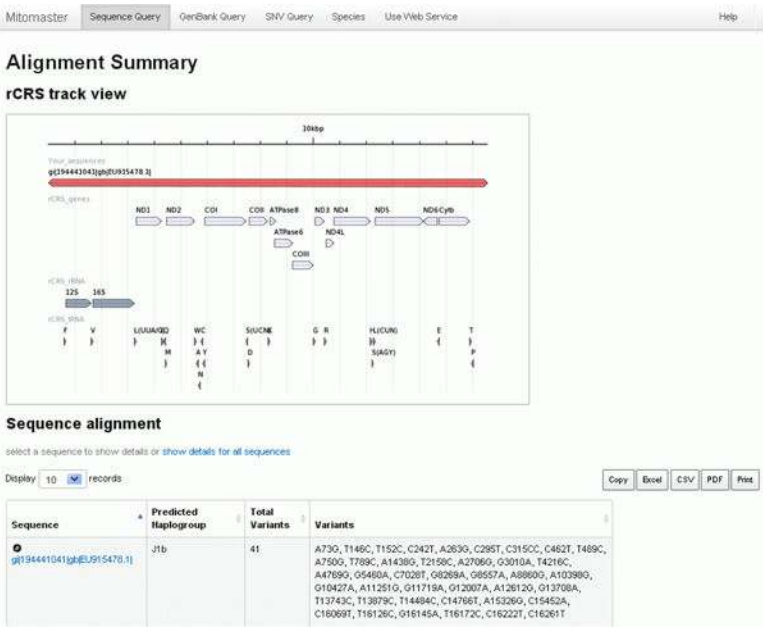 Mitomaster Sequence Query GenBank Query SNV Query Species Use Web Service Help
Alignment Summary
rCRS track view
10kbp
Your_sequences
gi|194441041|gb|EU915478.1|
rCRS_genes
ND1 ND2 COI COII ATPase8 ND3 ND4 ND5 ND6 Cytb
ATPase6 ND4L
COIII
rCRS_rRNA
12S 16S
rCRS_tRNA
F V L(UUA/G) Q W C S(UCN) K G R H L(CUN) E T
M A Y D S(AGY) P
N
Sequence alignment
select a sequence to show details or show details for all sequences
Display 10 records Copy Excel CSV PDF Print
Sequence Predicted Haplogroup Total Variants Variants
gi|194441041|gb|EU915478.1| J1b 41 A73G, T146C, T152C, C242T, A263G, C295T, C315CC, C462T, T489C,
A750G, T789C, A1438G, T2158C, A2706G, G3010A, T4216C,
A4769G, G5460A, C7028T, G8269A, G8557A, A8860G, A10398G,
G10427A, A11251G, G11719A, G12007A, A12612G, G13708A,
T13743C, T13879C, T14484C, C14766T, A15326G, C15452A,
C16069T, T16126C, G16145A, T16172C, C16222T, C16261T